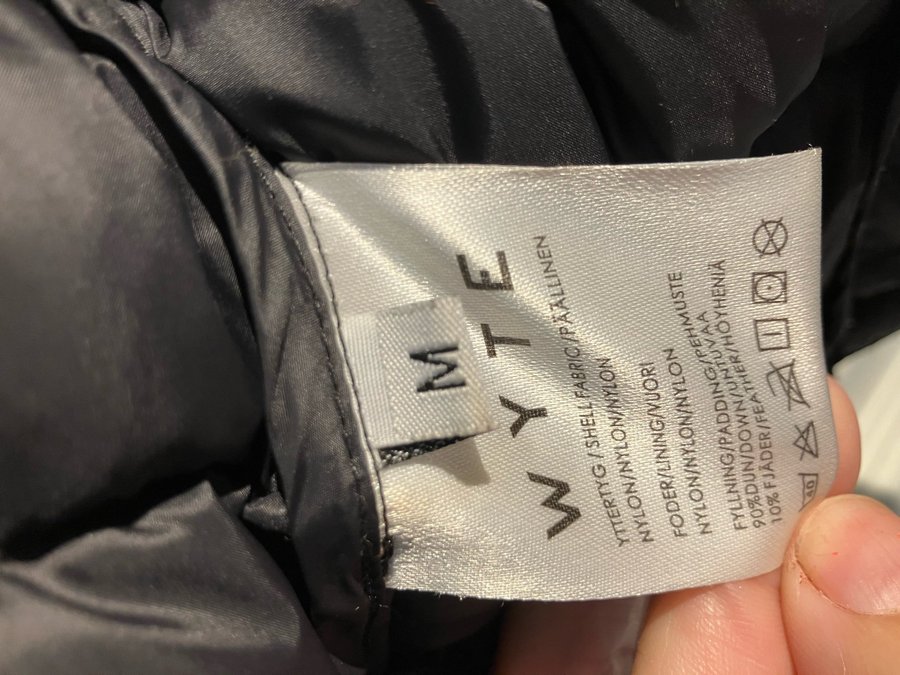 M
WYTE
YTTERTYG / SHELL FABRIC/PÄÄLLINEN
NYLON/NYLON/NYLON
FODER/LINING/VUORI
NYLON/NYLON/NYLON
FYLLNING/PADDING/PEHMUSTE
90%DUN/DOWN/UNTUVAA
10% FJÄDER/FEATHER/HÖYHENIÄ
40